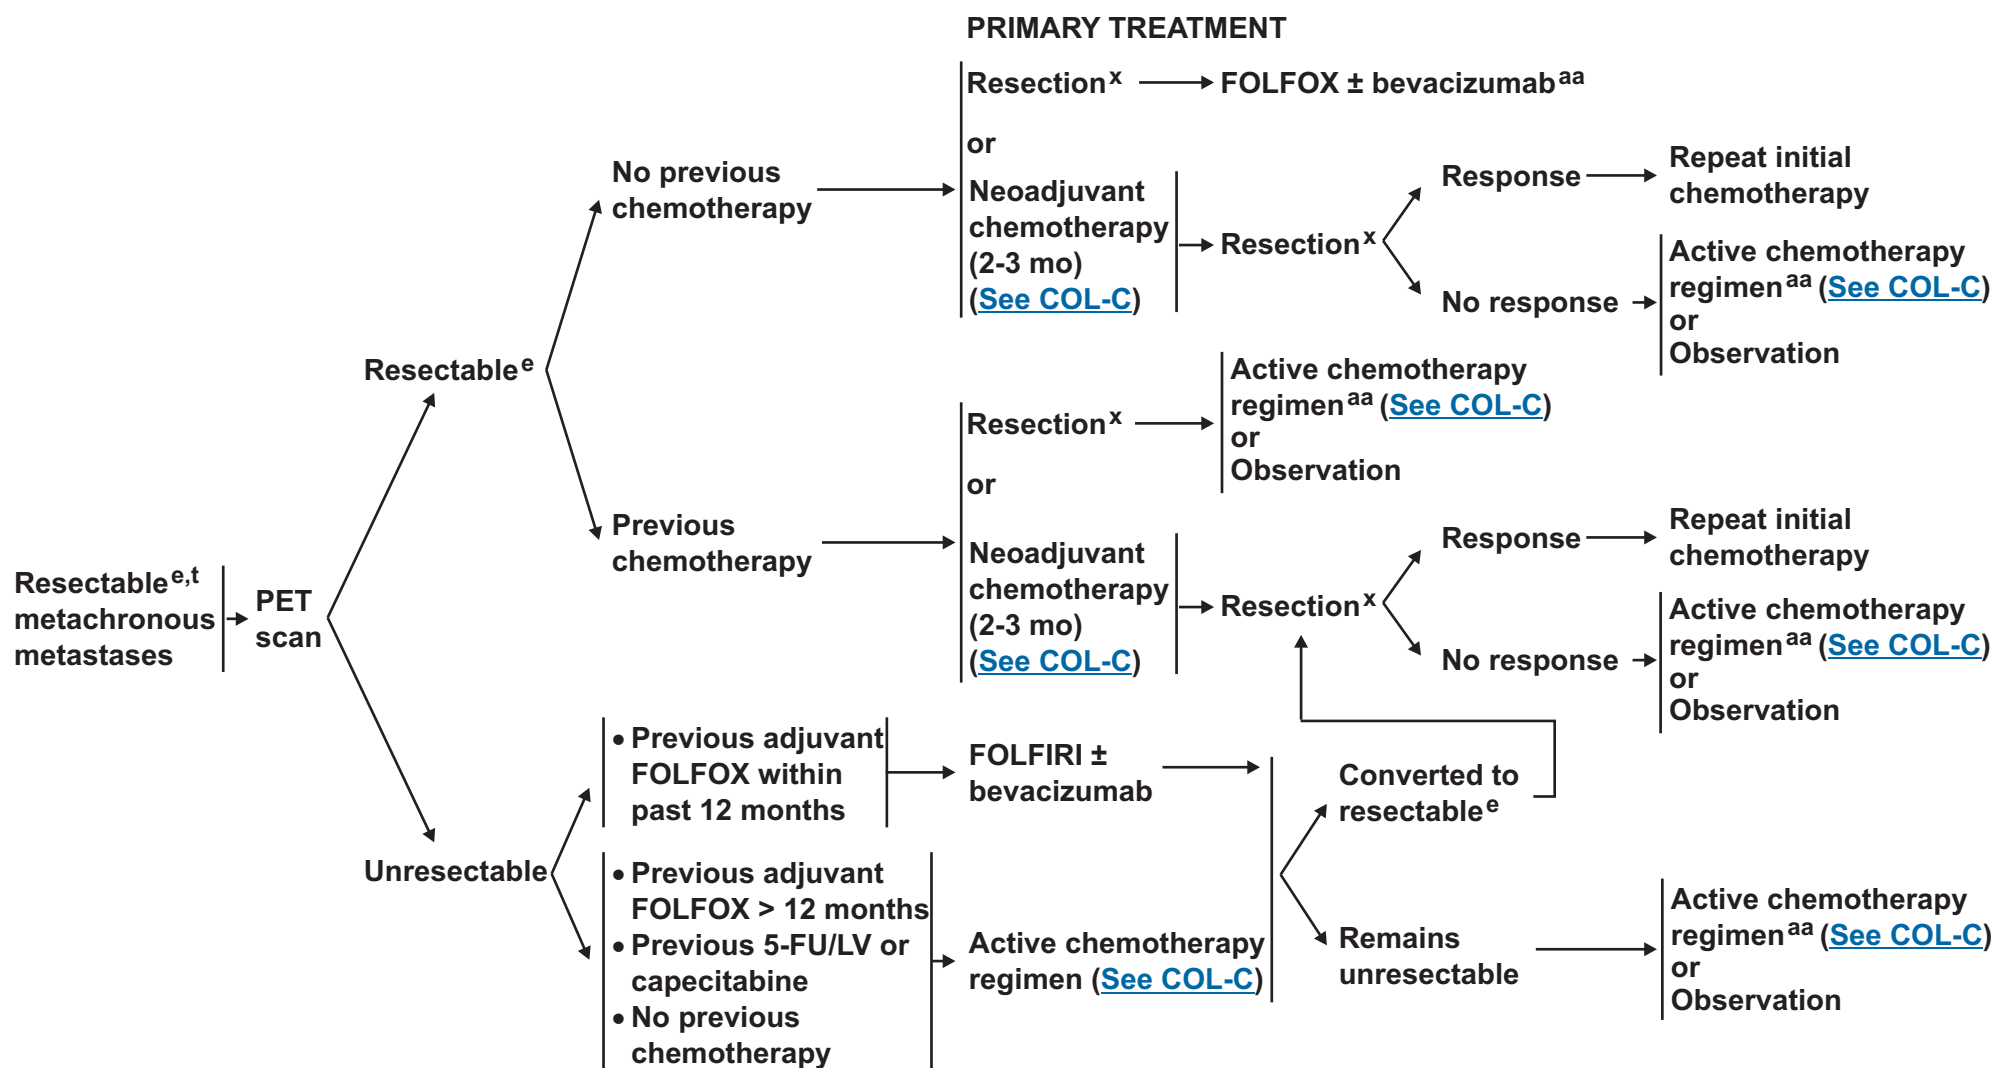 PRIMARY TREATMENT
Resection x
FOLFOX ± bevacizumab aa
or
Neoadjuvant
chemotherapy
(2-3 mo)
(See COL-C)
No previous
chemotherapy
Resection x
Response
Repeat initial
chemotherapy
No response
Active chemotherapy
regimen aa (See COL-C)
or
Observation
Resectable e
Resection x
Active chemotherapy
regimen aa (See COL-C)
or
Observation
or
Previous
chemotherapy
Neoadjuvant
chemotherapy
(2-3 mo)
(See COL-C)
Resection x
Response
Repeat initial
chemotherapy
No response
Active chemotherapy
regimen aa (See COL-C)
or
Observation
Resectable e,t
metachronous
metastases
PET
scan
• Previous adjuvant
FOLFOX within
past 12 months
FOLFIRI ±
bevacizumab
Converted to
resectable e
Unresectable
• Previous adjuvant
FOLFOX > 12 months
• Previous 5-FU/LV or
capecitabine
• No previous
chemotherapy
Active chemotherapy
regimen (See COL-C)
Remains
unresectable
Active chemotherapy
regimen aa (See COL-C)
or
Observation